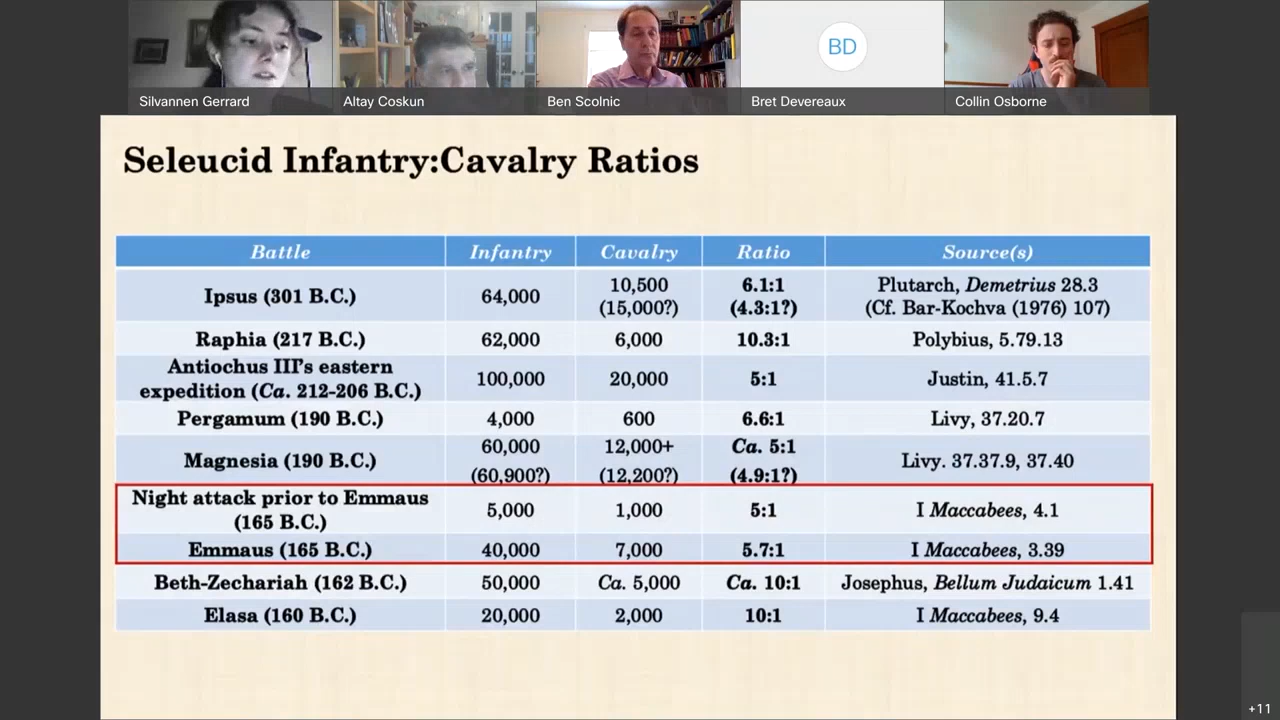 BD
Silvannen Gerrard
Altay Coskun
Ben Scolnic
Bret Devereaux
Collin Osborne
Seleucid Infantry:Cavalry Ratios
Battle Infantry Cavalry Ratio Source(s)
Ipsus (301 B.C.) 64,000 10,500 (15,000?) 6.1:1 (4.3:1?) Plutarch, Demetrius 28.3 (Cf. Bar-Kochva (1976) 107)
Raphia (217 B.C.) 62,000 6,000 10.3:1 Polybius, 5.79.13
Antiochus III's eastern expedition (Ca. 212-206 B.C.) 100,000 20,000 5:1 Justin, 41.5.7
Pergamum (190 B.C.) 4,000 600 6.6:1 Livy, 37.20.7
Magnesia (190 B.C.) 60,000 (60,900?) 12,000+ (12,200?) Ca. 5:1 (4.9:1?) Livy. 37.37.9, 37.40
Night attack prior to Emmaus (165 B.C.) 5,000 1,000 5:1 I Maccabees, 4.1
Emmaus (165 B.C.) 40,000 7,000 5.7:1 I Maccabees, 3.39
Beth-Zechariah (162 B.C.) 50,000 Ca. 5,000 Ca. 10:1 Josephus, Bellum Judaicum 1.41
Elasa (160 B.C.) 20,000 2,000 10:1 I Maccabees, 9.4
+11